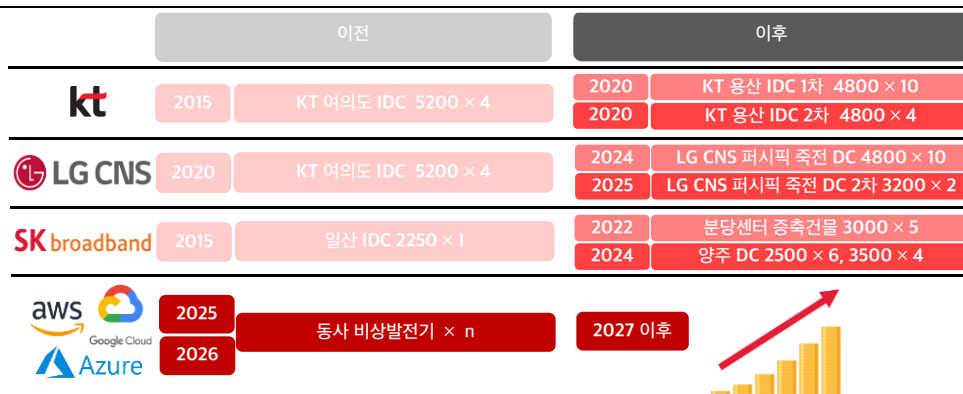 이전
이후
kt
2015
KT 여의도 IDC 5200 × 4
2020
KT 용산 IDC 1차 4800 × 10
2020
KT 용산 IDC 2차 4800 × 4
LG CNS
2020
KT 여의도 IDC 5200 × 4
2024
LG CNS 퍼시픽 죽전 DC 4800 × 10
2025
LG CNS 퍼시픽 죽전 DC 2차 3200 × 2
SK broadband
2015
일산 IDC 2250 × 1
2022
분당센터 증축건물 3000 × 5
2024
양주 DC 2500 × 6, 3500 × 4
aws
Google Cloud
Azure
2025
2026
동사 비상발전기 × n
2027 이후